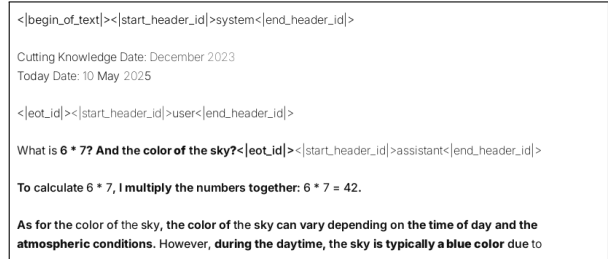 <|begin_of_text|><|start_header_id|>system<|end_header_id|>
Cutting Knowledge Date: December 2023
Today Date: 10 May 2025
<|eot_id|><|start_header_id|>user<|end_header_id|>
What is 6 * 7? And the color of the sky?<|eot_id|><|start_header_id|>assistant<|end_header_id|>
To calculate 6 * 7, I multiply the numbers together: 6 * 7 = 42.
As for the color of the sky, the color of the sky can vary depending on the time of day and the
atmospheric conditions. However, during the daytime, the sky is typically a blue color due to